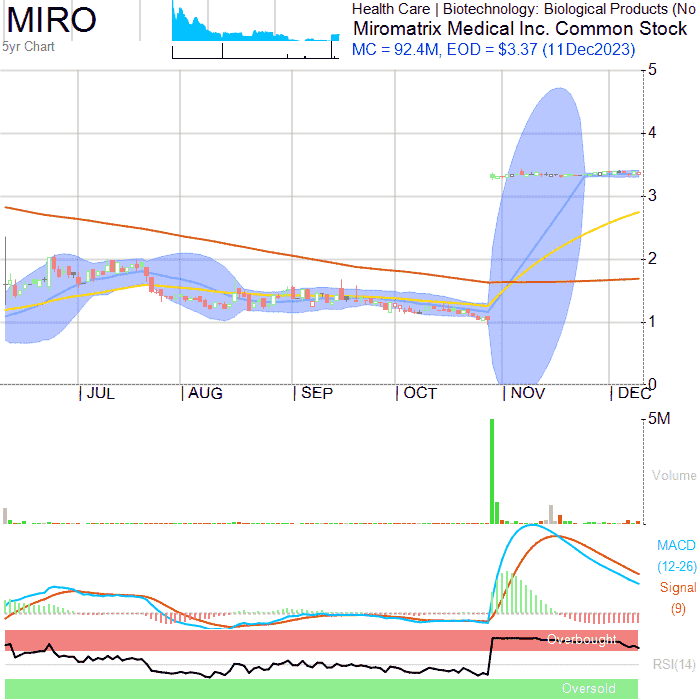 MIRO
5yr Chart
Health Care | Biotechnology: Biological Products (No
Miromatrix Medical Inc. Common Stock
MC = 92.4M, EOD = $3.37 (11Dec2023)
5
4
3
2
1
0
JUL
AUG
SEP
OCT
NOV
DEC
5M
Volume
MACD
(12-26)
Signal
(9)
Overbought
RSI(14)
Oversold